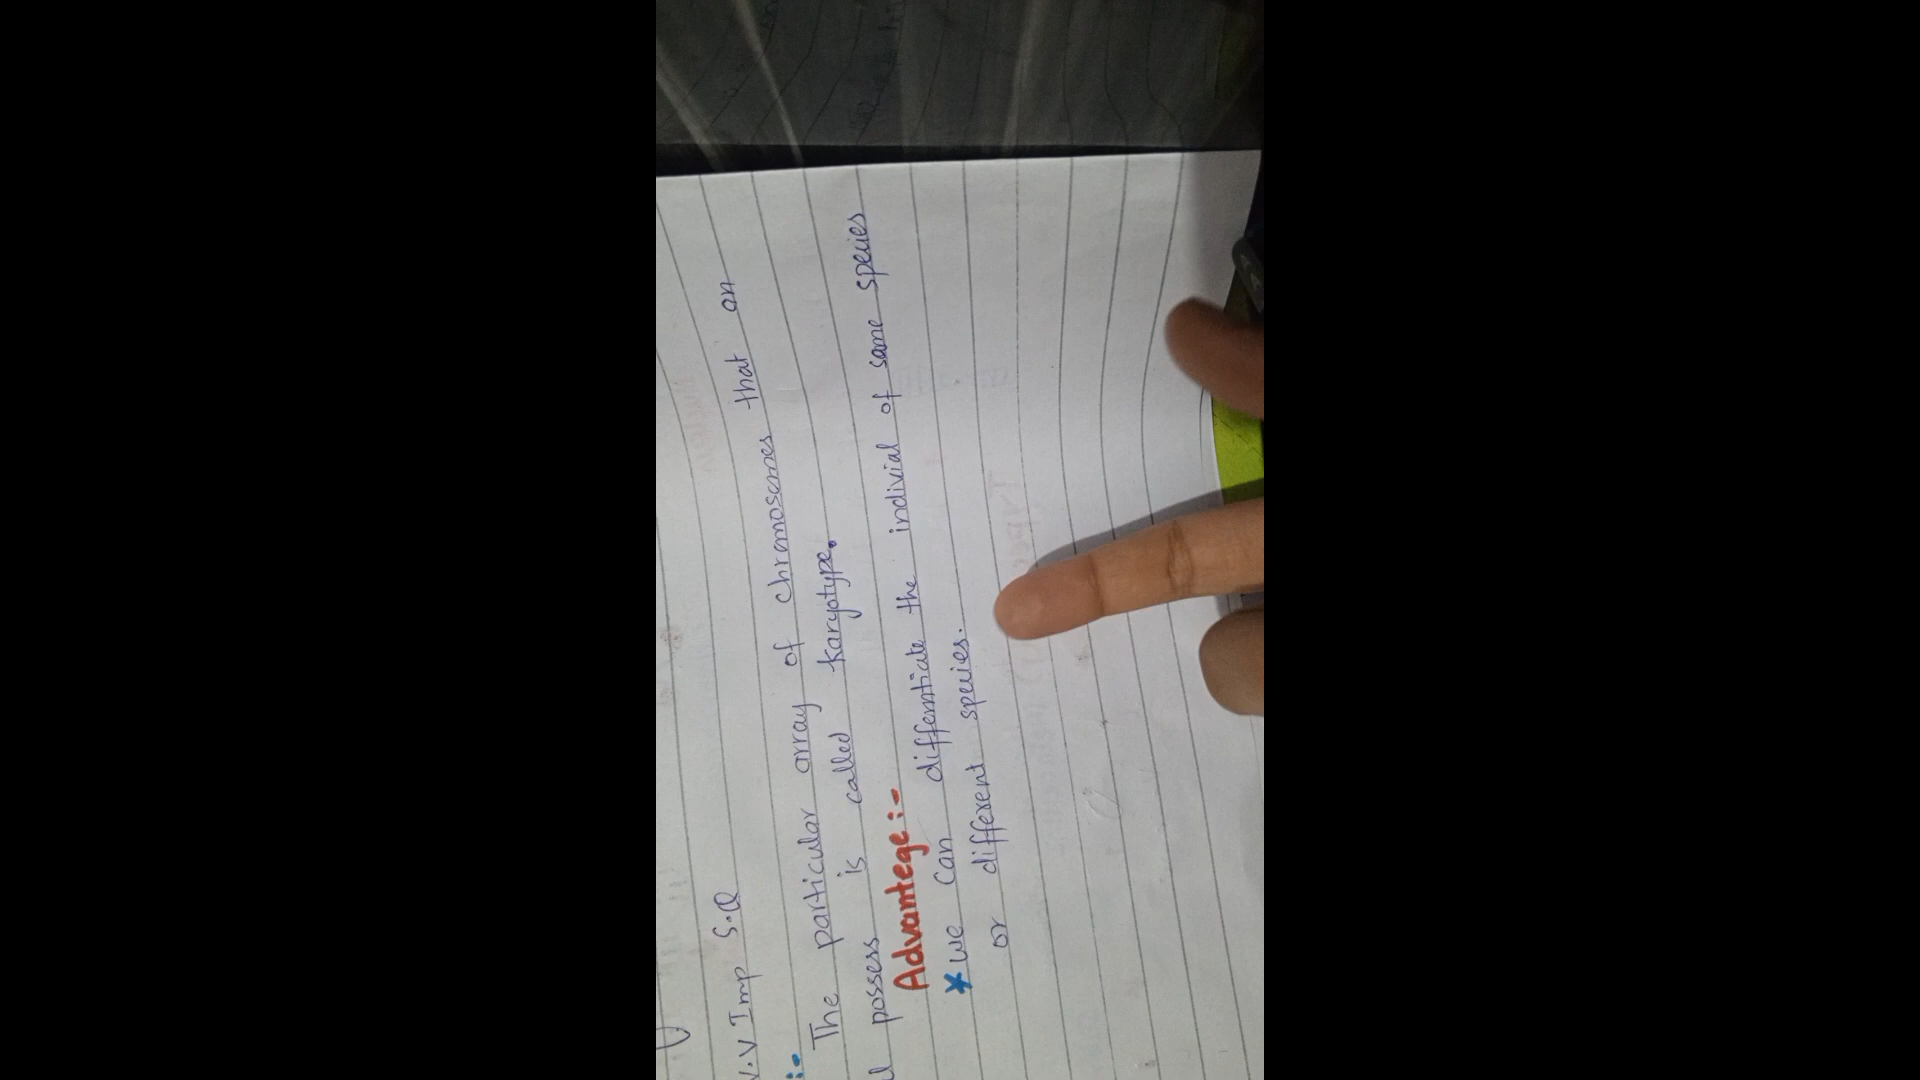 V.V Imp S.Q
:-
The particular array of chromosomes that an
possess is called karyotype.
Advantege:-
* We can differntiate the indivial of same species
or different species.